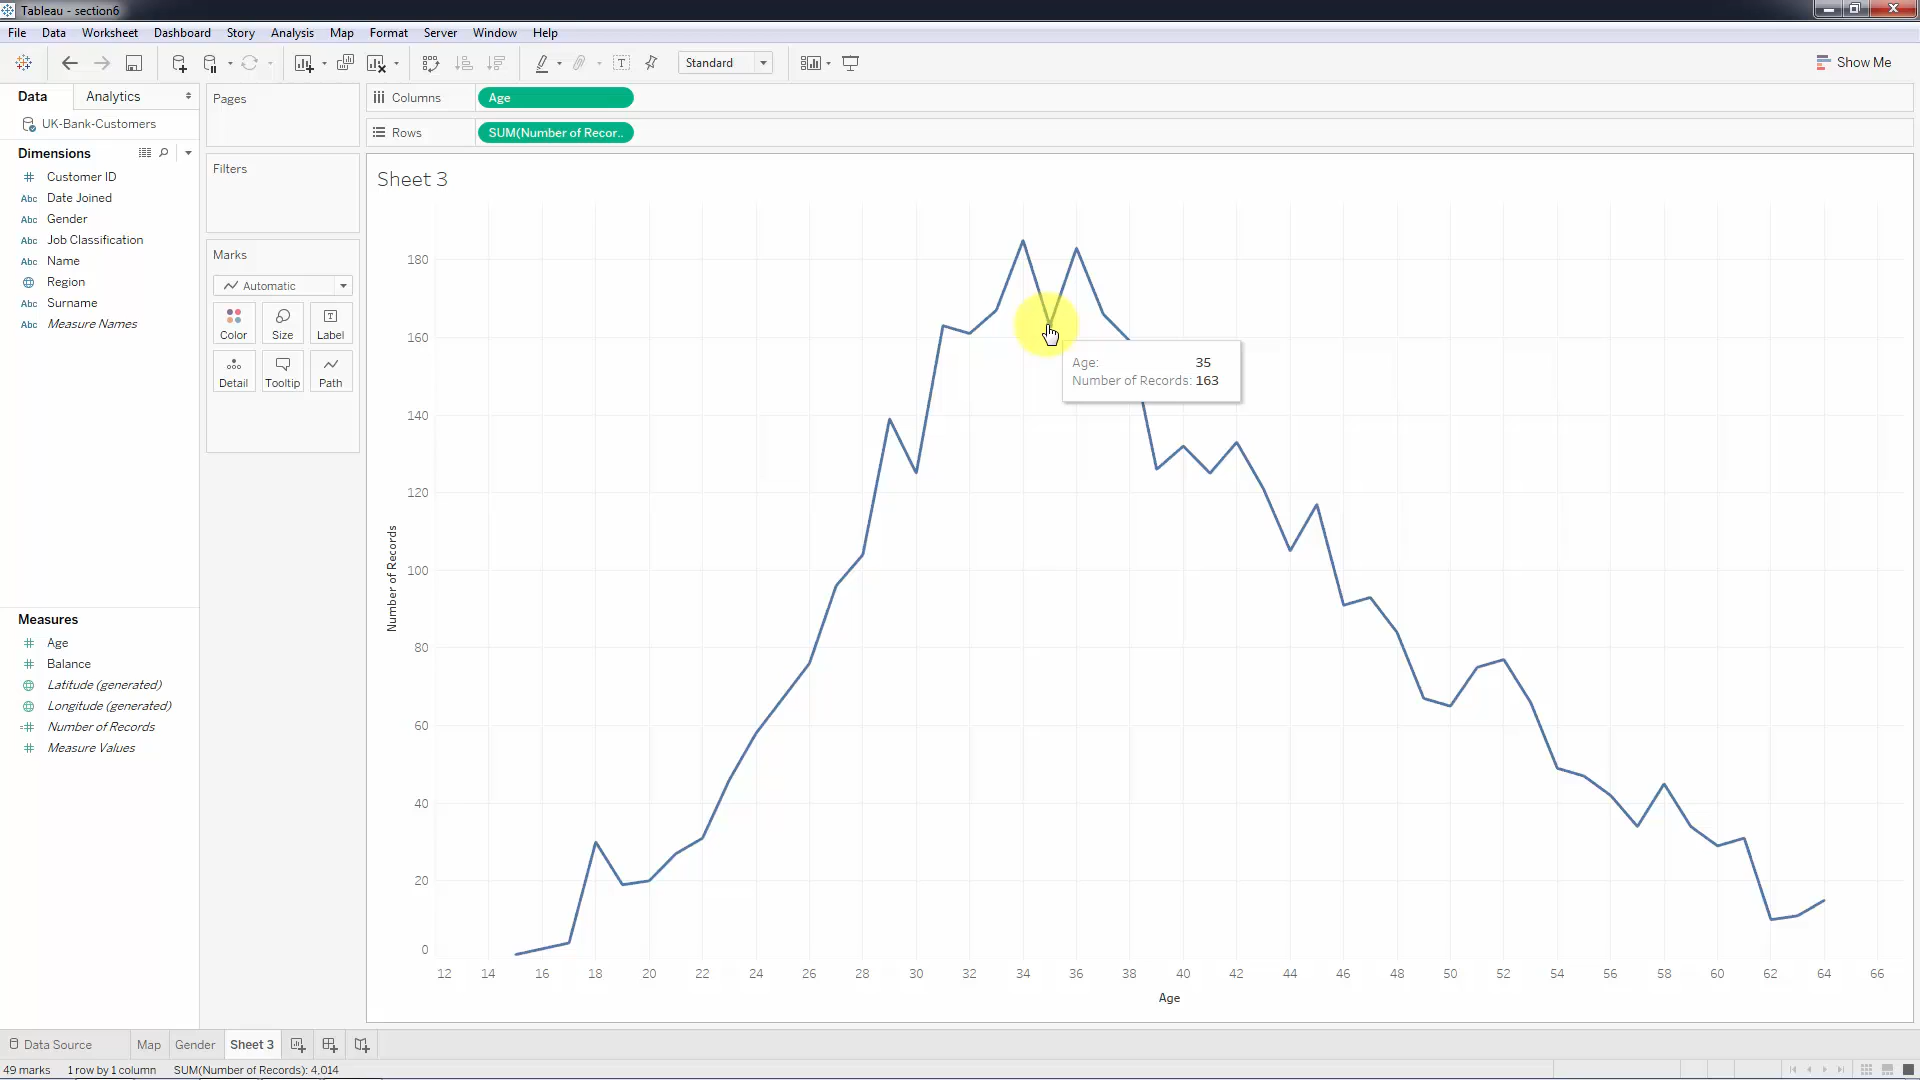 Tableau - section6
File Data Worksheet Dashboard Story Analysis Map Format Server Window Help
Standard
Show Me
Data Analytics
UK-Bank-Customers
Dimensions
# Customer ID
Abc Date Joined
Abc Gender
Abc Job Classification
Abc Name
Region
Abc Surname
Abc Measure Names
Measures
# Age
# Balance
Latitude (generated)
Longitude (generated)
=# Number of Records
# Measure Values
Pages
Filters
Marks
Automatic
Color Size Label
Detail Tooltip Path
Columns Age
Rows SUM(Number of Recor..
Sheet 3
180
160
140
120
100
80
60
40
20
0
Number of Records
Age: 35
Number of Records: 163
12 14 16 18 20 22 24 26 28 30 32 34 36 38 40 42 44 46 48 50 52 54 56 58 60 62 64 66
Age
Data Source Map Gender Sheet 3
49 marks 1 row by 1 column SUM(Number of Records): 4,014